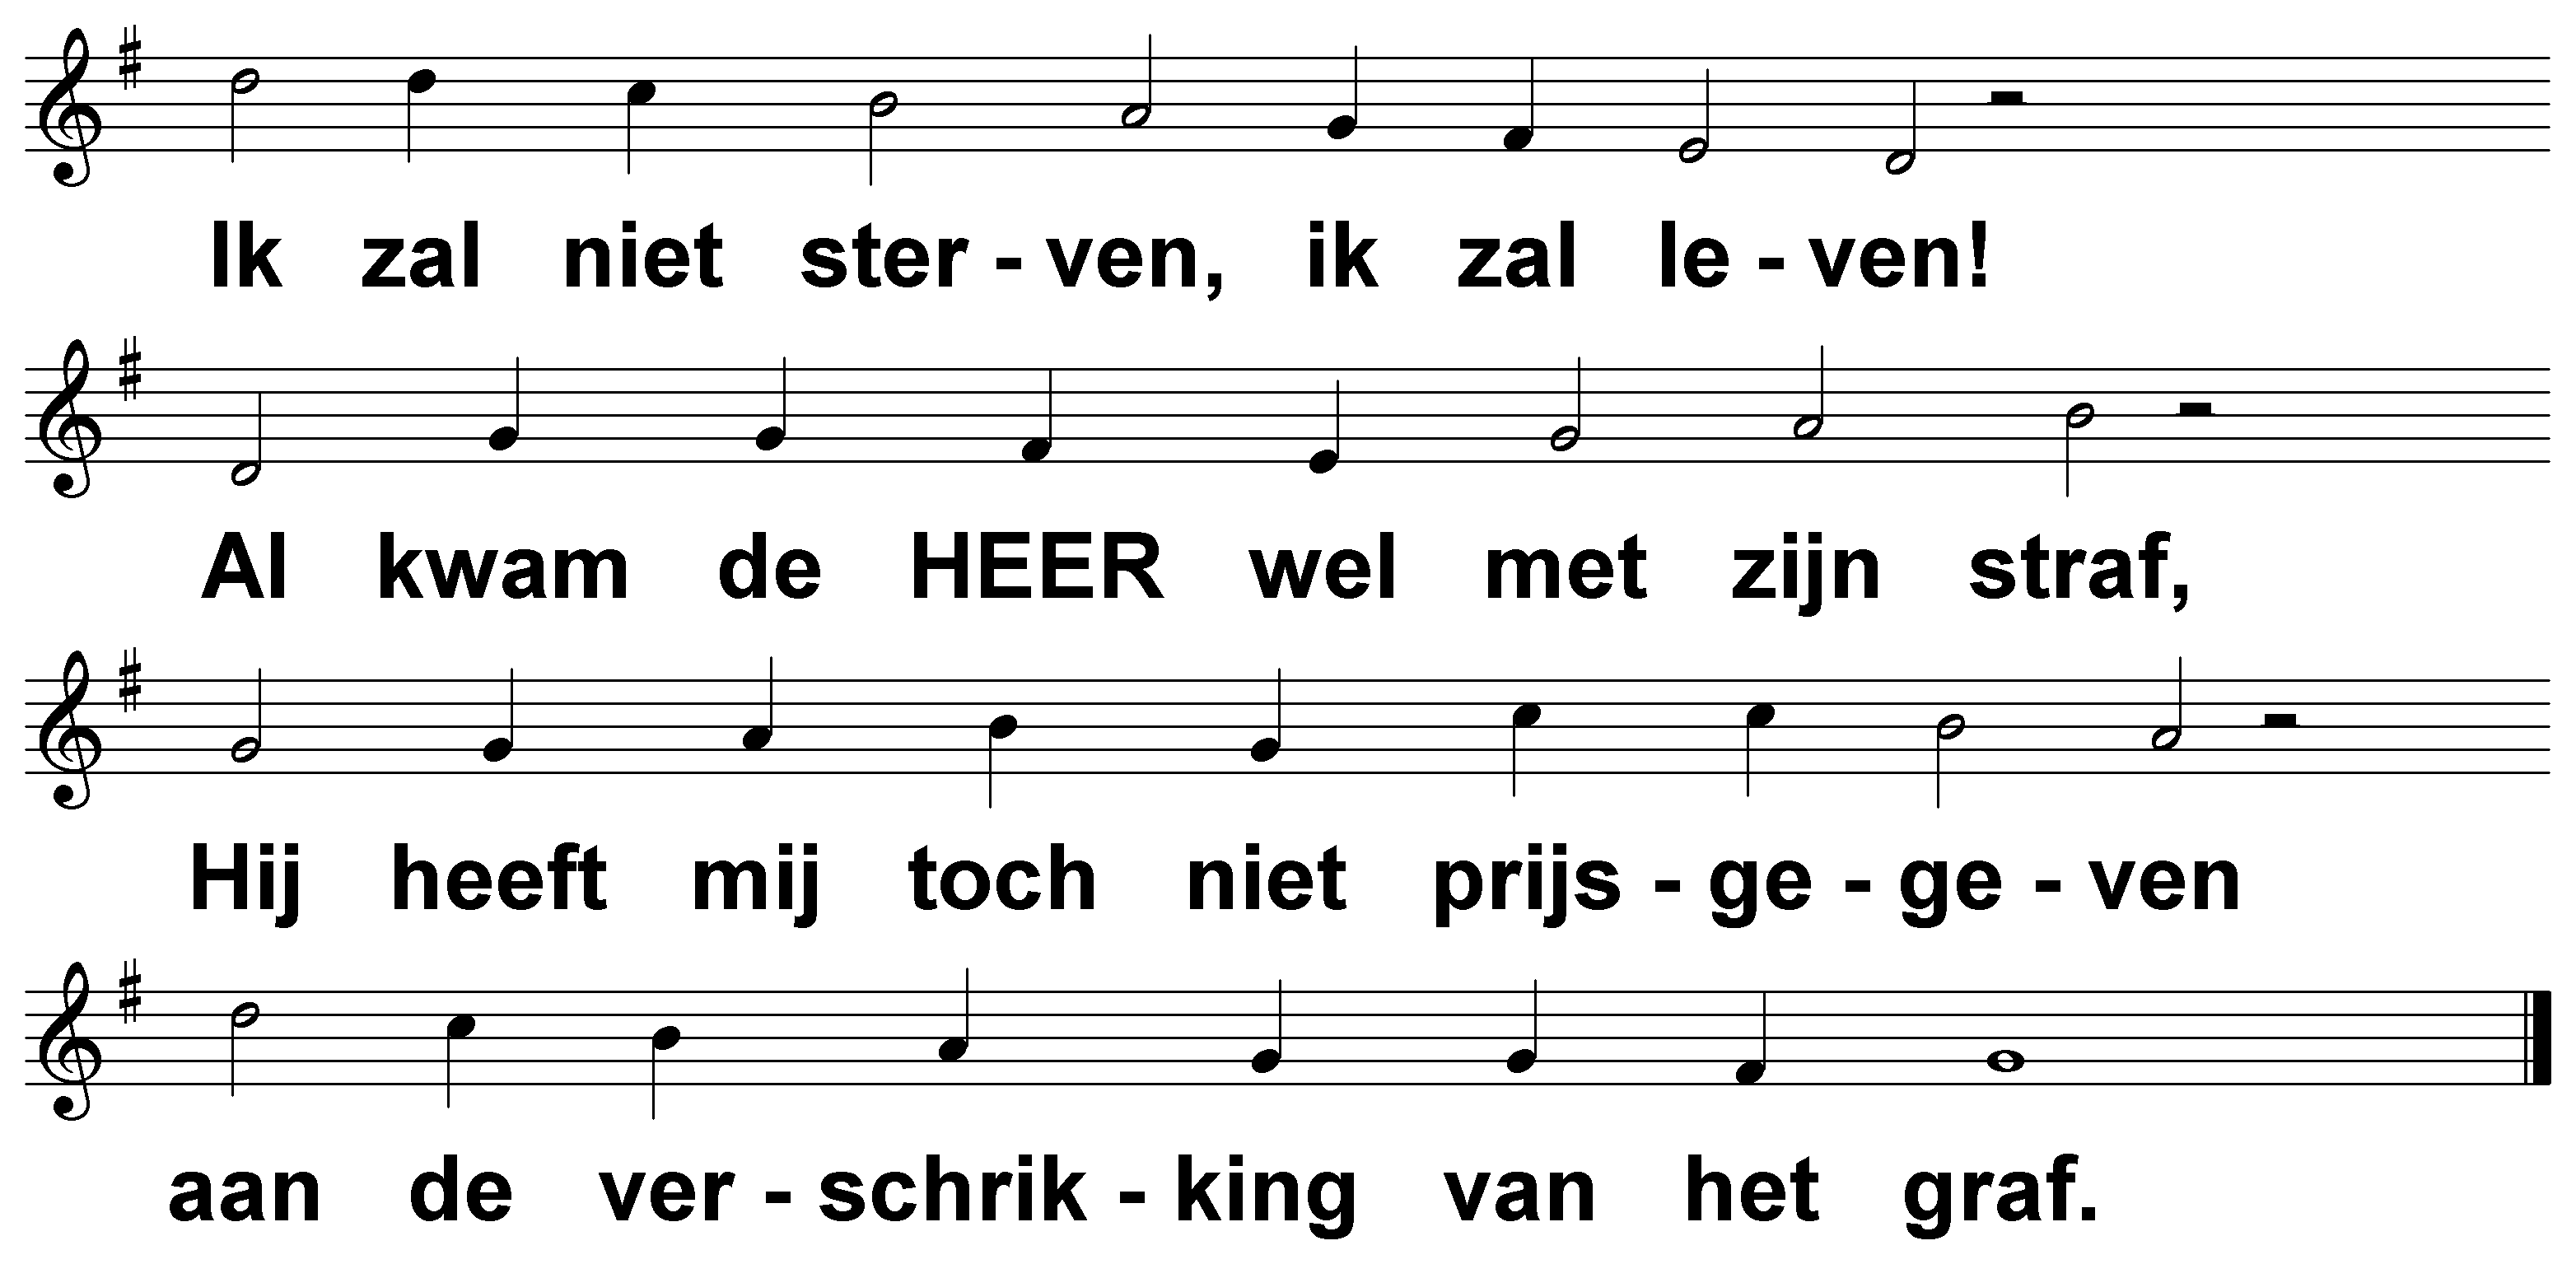 Ik zal niet ster - ven, ik zal le - ven!
Al kwam de HEER wel met zijn straf,
Hij heeft mij toch niet prijs - ge - ge - ven
aan de ver - schrik - king van het graf.